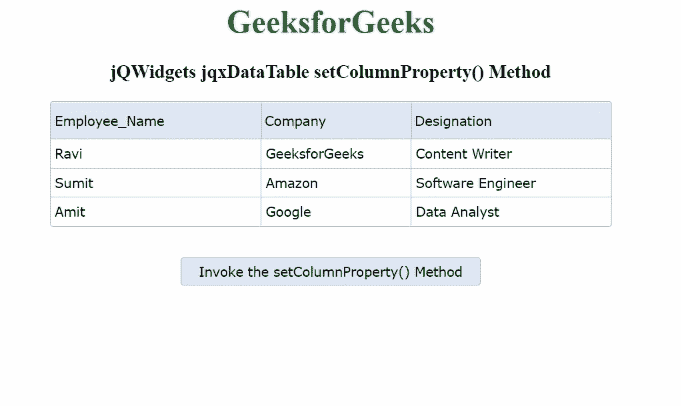 GeeksforGeeks
jQWidgets jqxDataTable setColumnProperty() Method
Employee_Name Company Designation
Ravi GeeksforGeeks Content Writer
Sumit Amazon Software Engineer
Amit Google Data Analyst
Invoke the setColumnProperty() Method